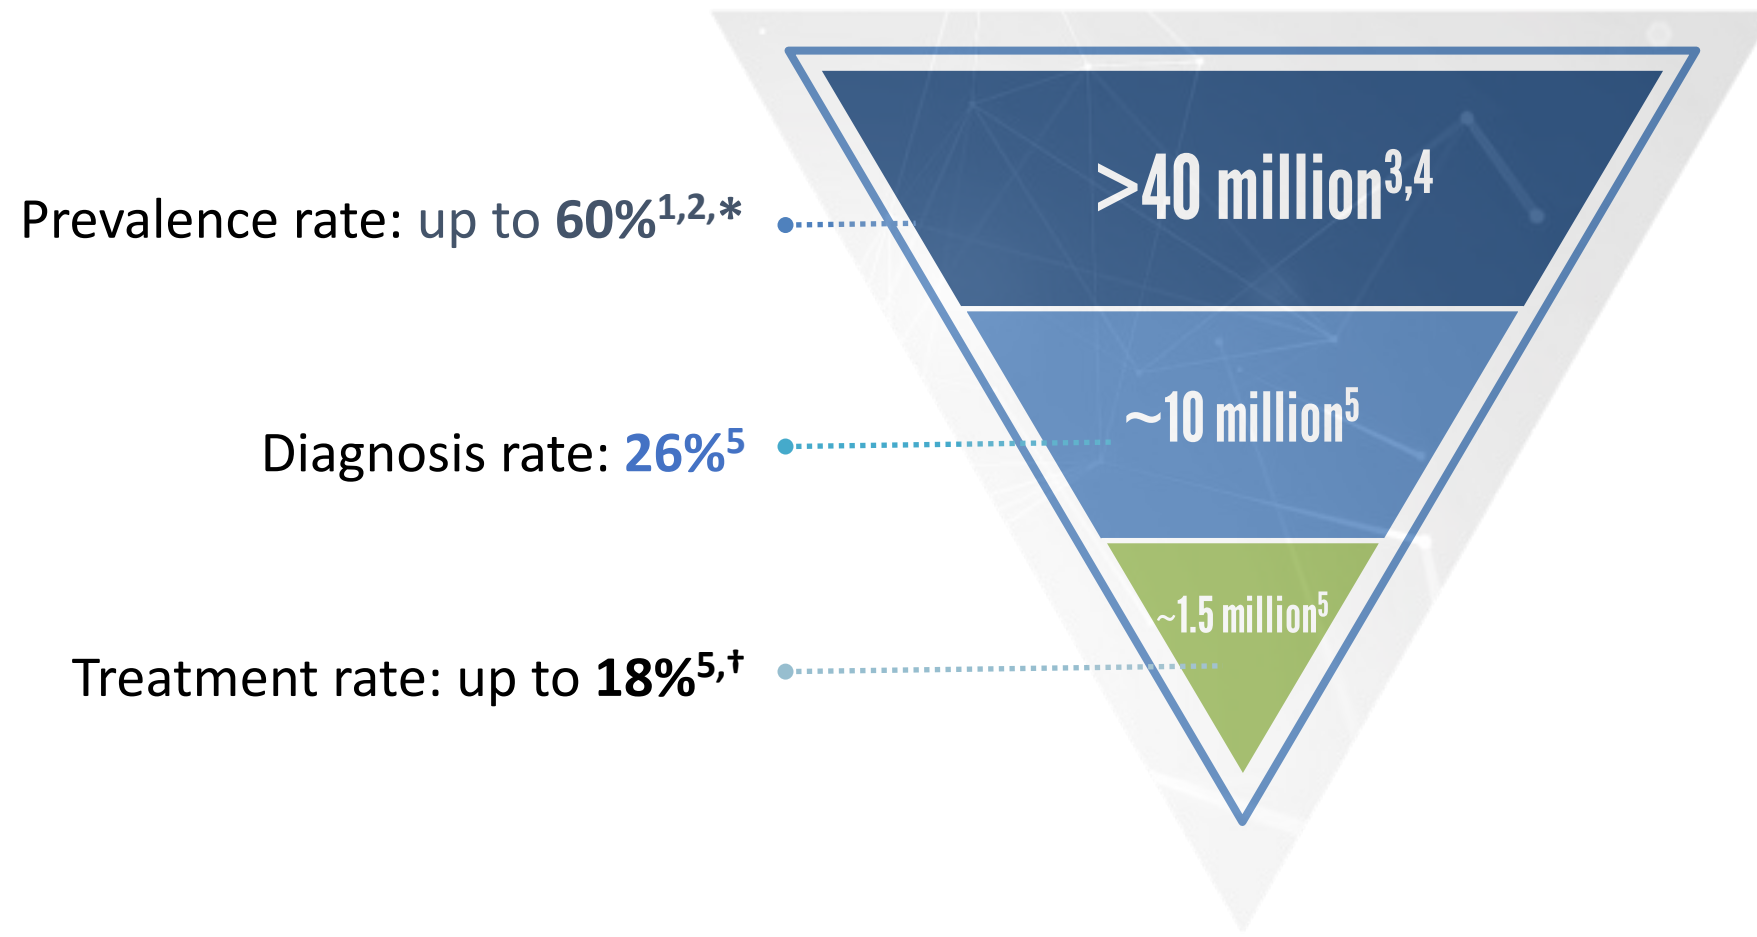 >40 million3,4
Prevalence rate: up to 60%1,2,*
~10 million5
Diagnosis rate: 26%5
~1.5 million5
Treatment rate: up to 18%5,†